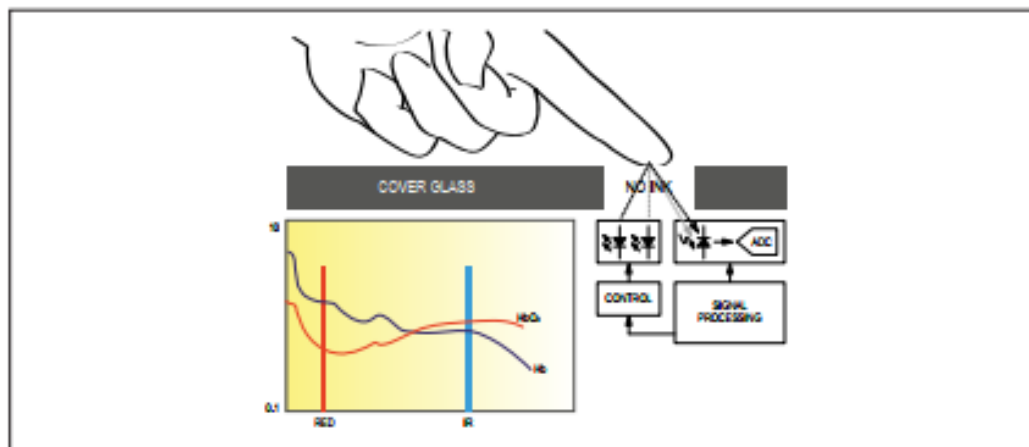 COVER GLASS
NO INK
10
HbO₂
Hb
0.1
RED
IR
ADC
CONTROL
SIGNAL
PROCESSING